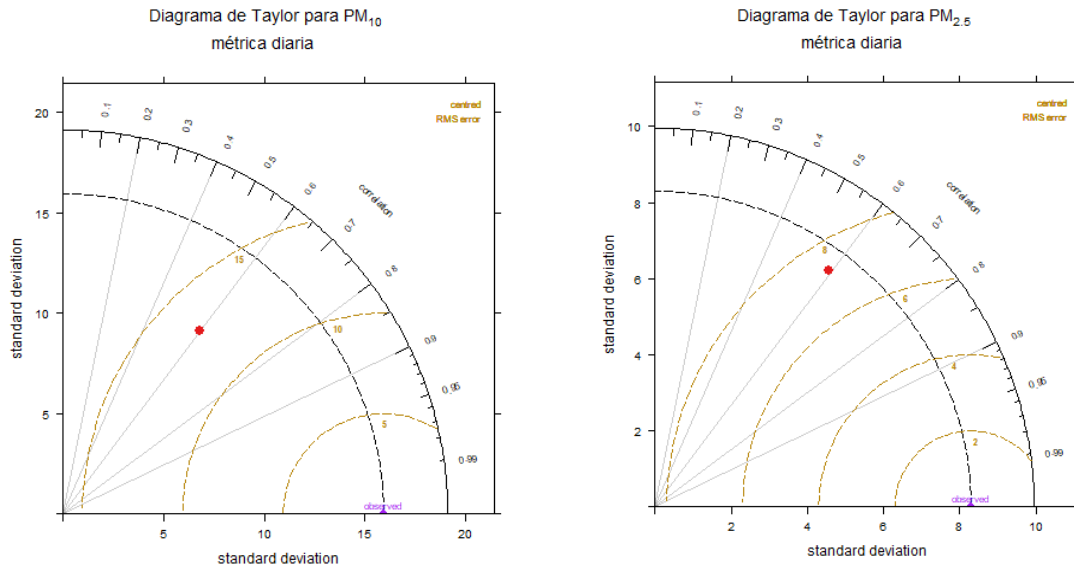 Diagrama de Taylor para PM10
métrica diaria
centred
RMS error
20
15
10
5
standard deviation
0.1
0.2
0.3
0.4
0.5
0.6
0.7
0.8
0.9
0.95
0.99
correlation
15
10
5
observed
5
10
15
20
standard deviation
Diagrama de Taylor para PM2.5
métrica diaria
centred
RMS error
10
8
6
4
2
standard deviation
0.1
0.2
0.3
0.4
0.5
0.6
0.7
0.8
0.9
0.95
0.99
correlation
8
6
4
2
observed
2
4
6
8
10
standard deviation